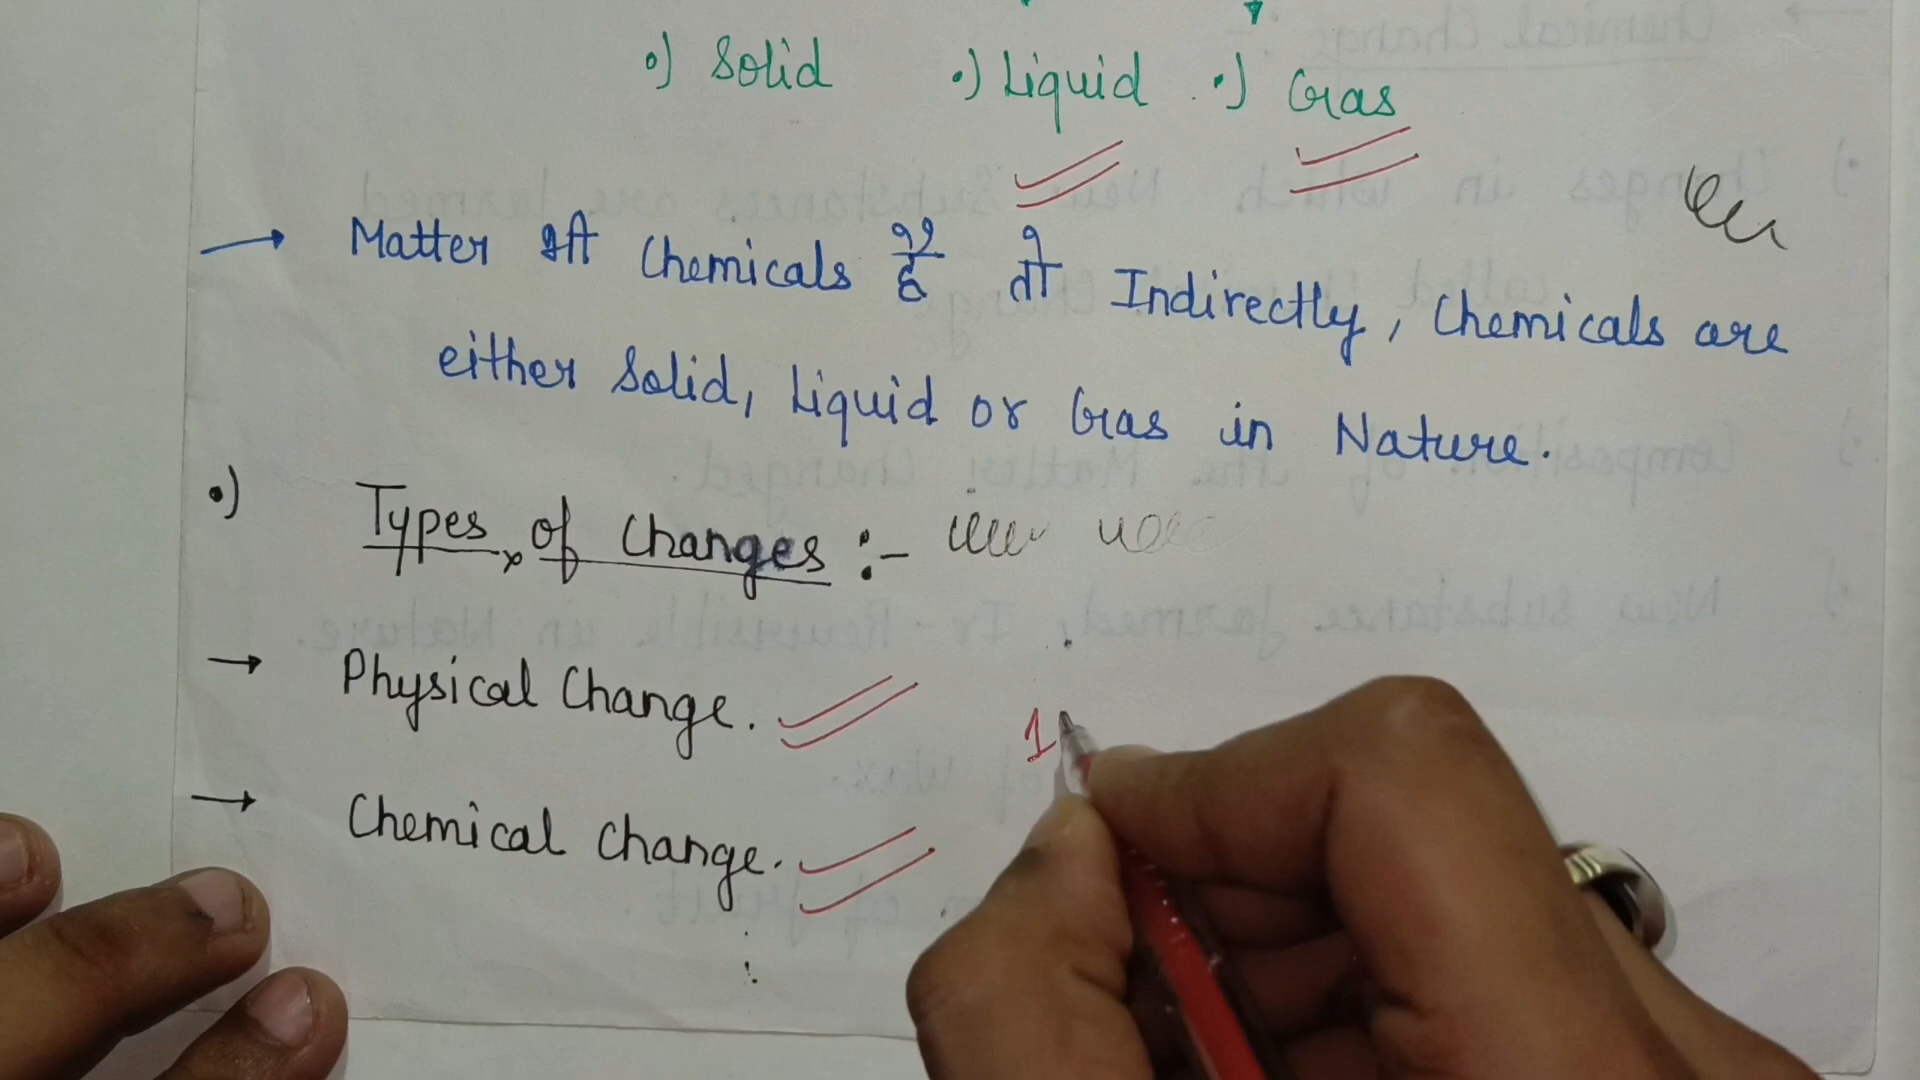 •) Solid •) Liquid •) Gas
→ Matter भी Chemicals हैं तो Indirectly, Chemicals are
either Solid, Liquid or Gas in Nature.
•) Types of Changes :-
→ Physical Change.
→ Chemical Change.
1